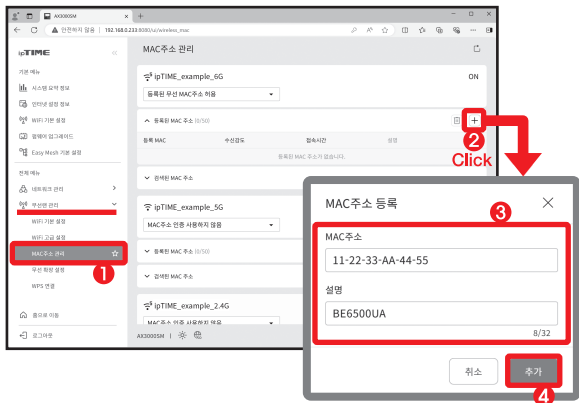 AX3000SM
안전하지 않음 192.168.0.233:8080/ui/wireless_mac
ipTIME
기본 메뉴
시스템 요약 정보
인터넷 설정 정보
WiFi 기본 설정
펌웨어 업그레이드
Easy Mesh 기본 설정
전체 메뉴
네트워크 관리
무선랜 관리
WiFi 기본 설정
WiFi 고급 설정
MAC주소 관리
무선 확장 설정
WPS 연결
홈으로 이동
로그아웃
1
MAC주소 관리
ipTIME_example_6G ON
등록된 무선 MAC주소 허용
등록된 MAC 주소 (0/50)
등록 MAC 수신감도 접속시간 설명
등록된 MAC 주소가 없습니다.
검색된 MAC 주소
ipTIME_example_5G
MAC주소 인증 사용하지 않음
등록된 MAC 주소 (0/50)
검색된 MAC 주소
ipTIME_example_2.4G
MAC주소 인증 사용하지 않음
AX3000SM
2
Click
MAC주소 등록
3
MAC주소
11-22-33-AA-44-55
설명
BE6500UA
8/32
취소 추가
4